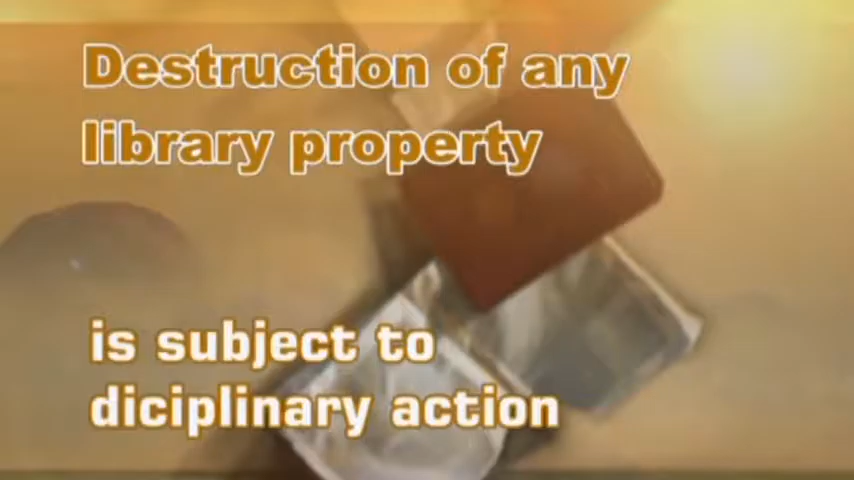 Destruction of any
library property
is subject to
diciplinary action